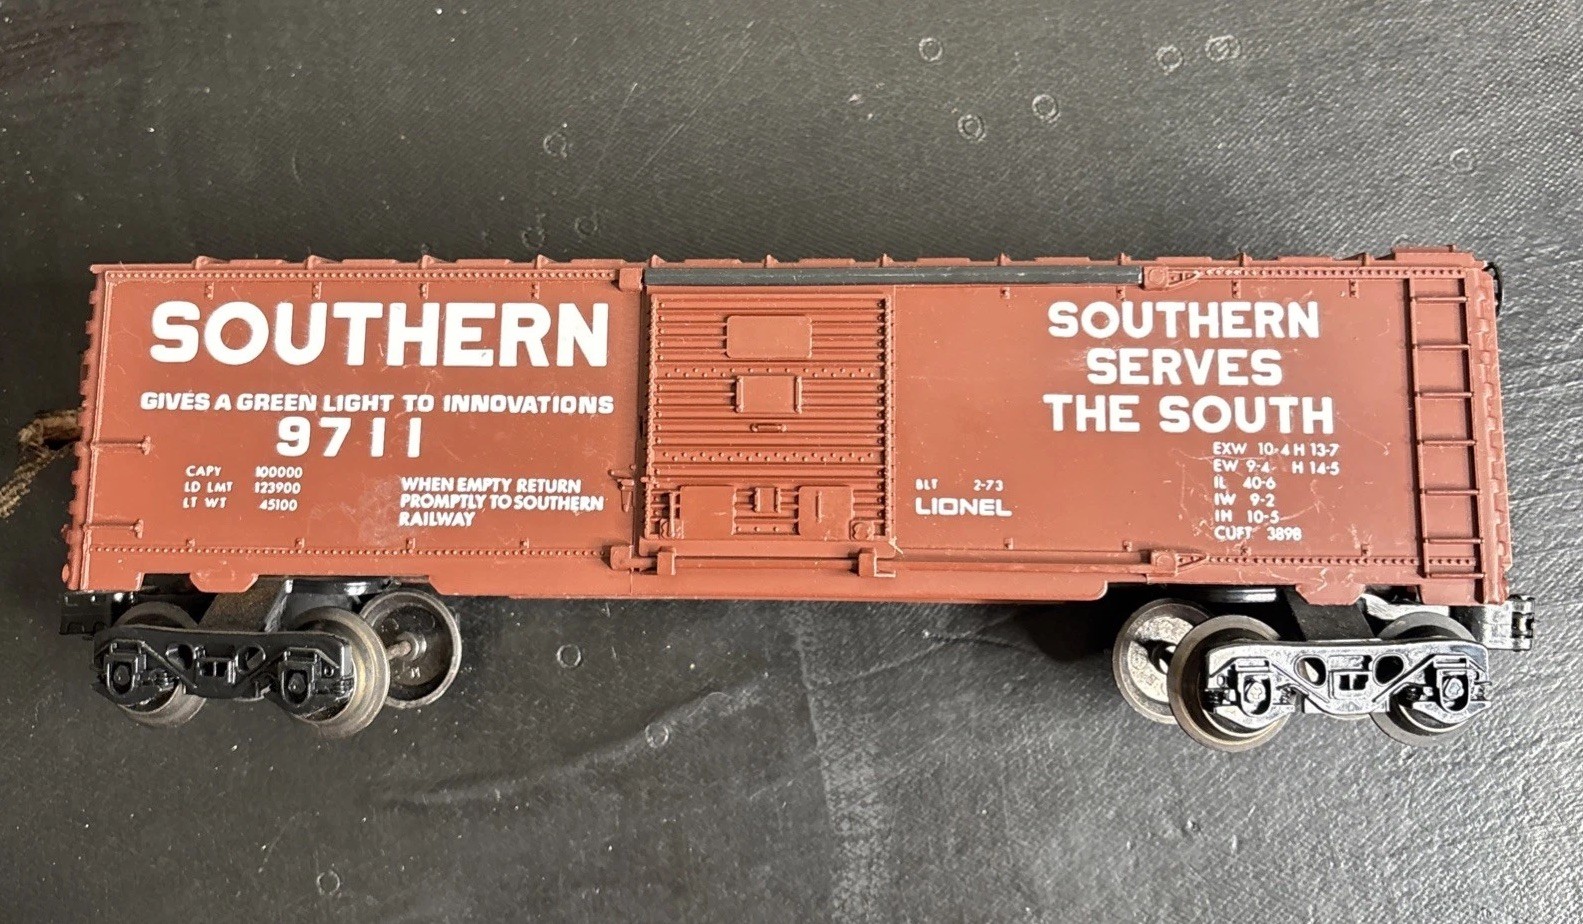 SOUTHERN
GIVES A GREEN LIGHT TO INNOVATIONS
9711
CAPY 100000
LD LMT 123900
LT WT 45100
WHEN EMPTY RETURN
PROMPTLY TO SOUTHERN
RAILWAY
BLT 2-73
LIONEL
SOUTHERN
SERVES
THE SOUTH
EXW 10-4 H 13-7
EW 9-4 H 14-5
IL 40-6
IW 9-2
IH 10-5
CUFT 3898